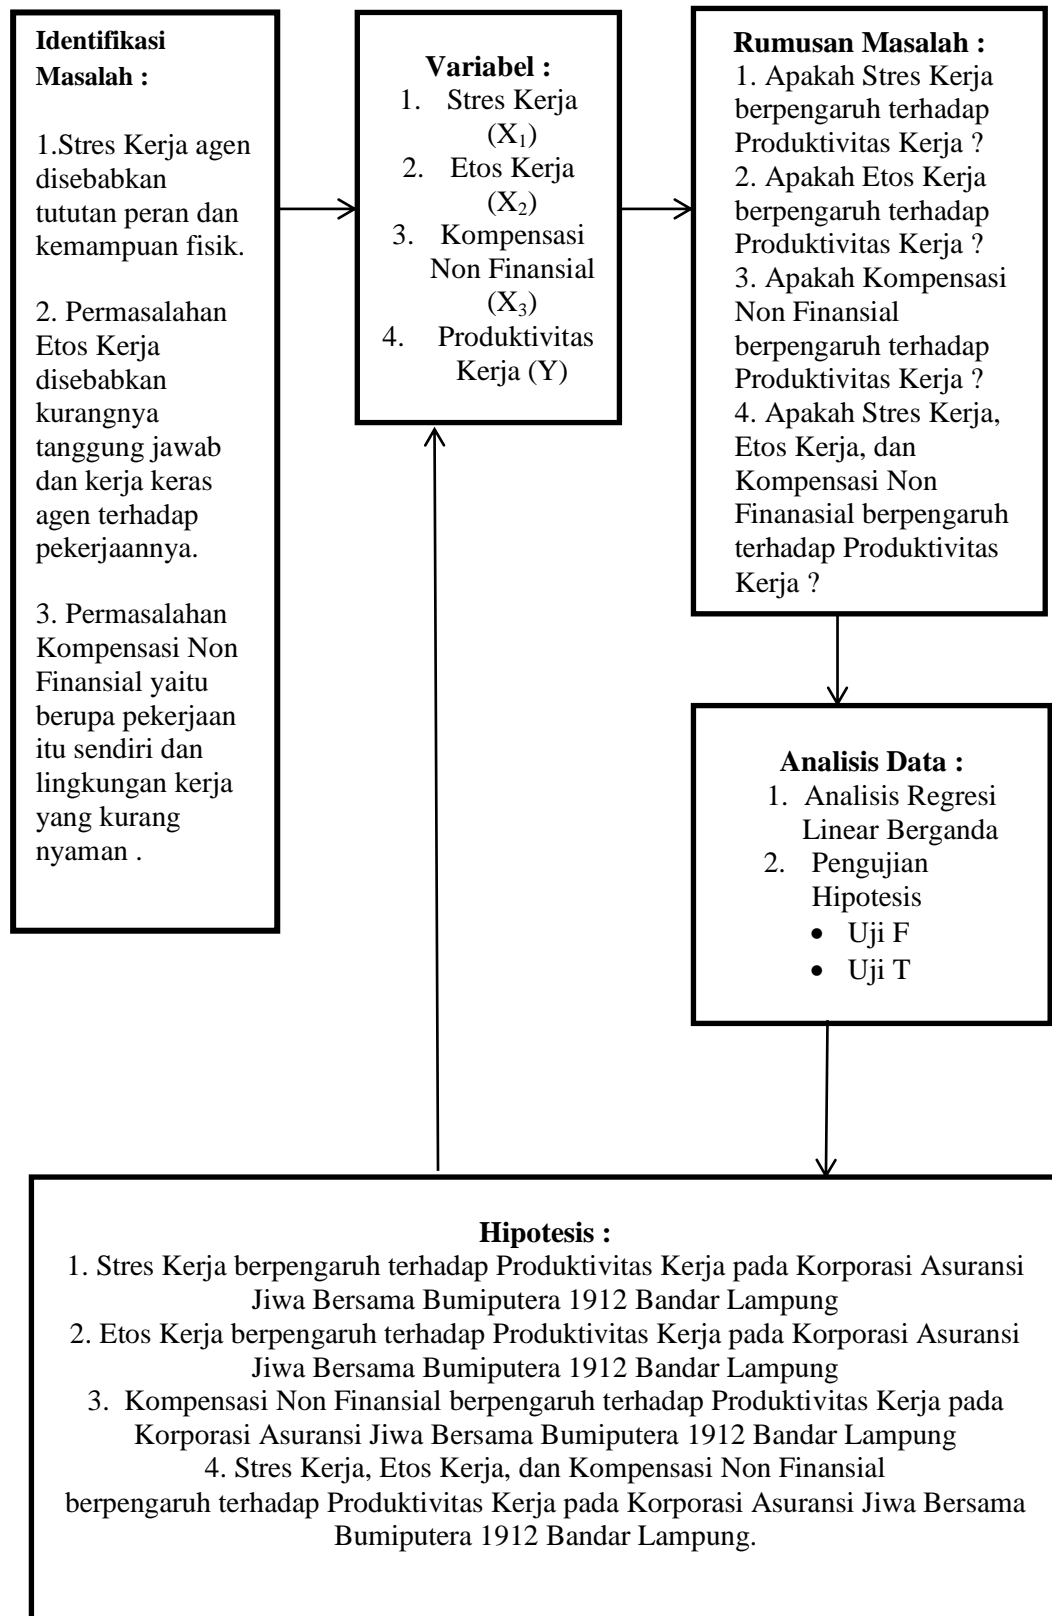 Identifikasi
Masalah :
1.Stres Kerja agen
disebabkan
tututan peran dan
kemampuan fisik.
2. Permasalahan
Etos Kerja
disebabkan
kurangnya
tanggung jawab
dan kerja keras
agen terhadap
pekerjaannya.
3. Permasalahan
Kompensasi Non
Finansial yaitu
berupa pekerjaan
itu sendiri dan
lingkungan kerja
yang kurang
nyaman .
Variabel :
1. Stres Kerja
(X₁)
2. Etos Kerja
(X₂)
3. Kompensasi
Non Finansial
(X₃)
4. Produktivitas
Kerja (Y)
Rumusan Masalah :
1. Apakah Stres Kerja
berpengaruh terhadap
Produktivitas Kerja ?
2. Apakah Etos Kerja
berpengaruh terhadap
Produktivitas Kerja ?
3. Apakah Kompensasi
Non Finansial
berpengaruh terhadap
Produktivitas Kerja ?
4. Apakah Stres Kerja,
Etos Kerja, dan
Kompensasi Non
Finanasial berpengaruh
terhadap Produktivitas
Kerja ?
Analisis Data :
1. Analisis Regresi
Linear Berganda
2. Pengujian
Hipotesis
• Uji F
• Uji T
Hipotesis :
1. Stres Kerja berpengaruh terhadap Produktivitas Kerja pada Korporasi Asuransi
Jiwa Bersama Bumiputera 1912 Bandar Lampung
2. Etos Kerja berpengaruh terhadap Produktivitas Kerja pada Korporasi Asuransi
Jiwa Bersama Bumiputera 1912 Bandar Lampung
3. Kompensasi Non Finansial berpengaruh terhadap Produktivitas Kerja pada
Korporasi Asuransi Jiwa Bersama Bumiputera 1912 Bandar Lampung
4. Stres Kerja, Etos Kerja, dan Kompensasi Non Finansial
berpengaruh terhadap Produktivitas Kerja pada Korporasi Asuransi Jiwa Bersama
Bumiputera 1912 Bandar Lampung.